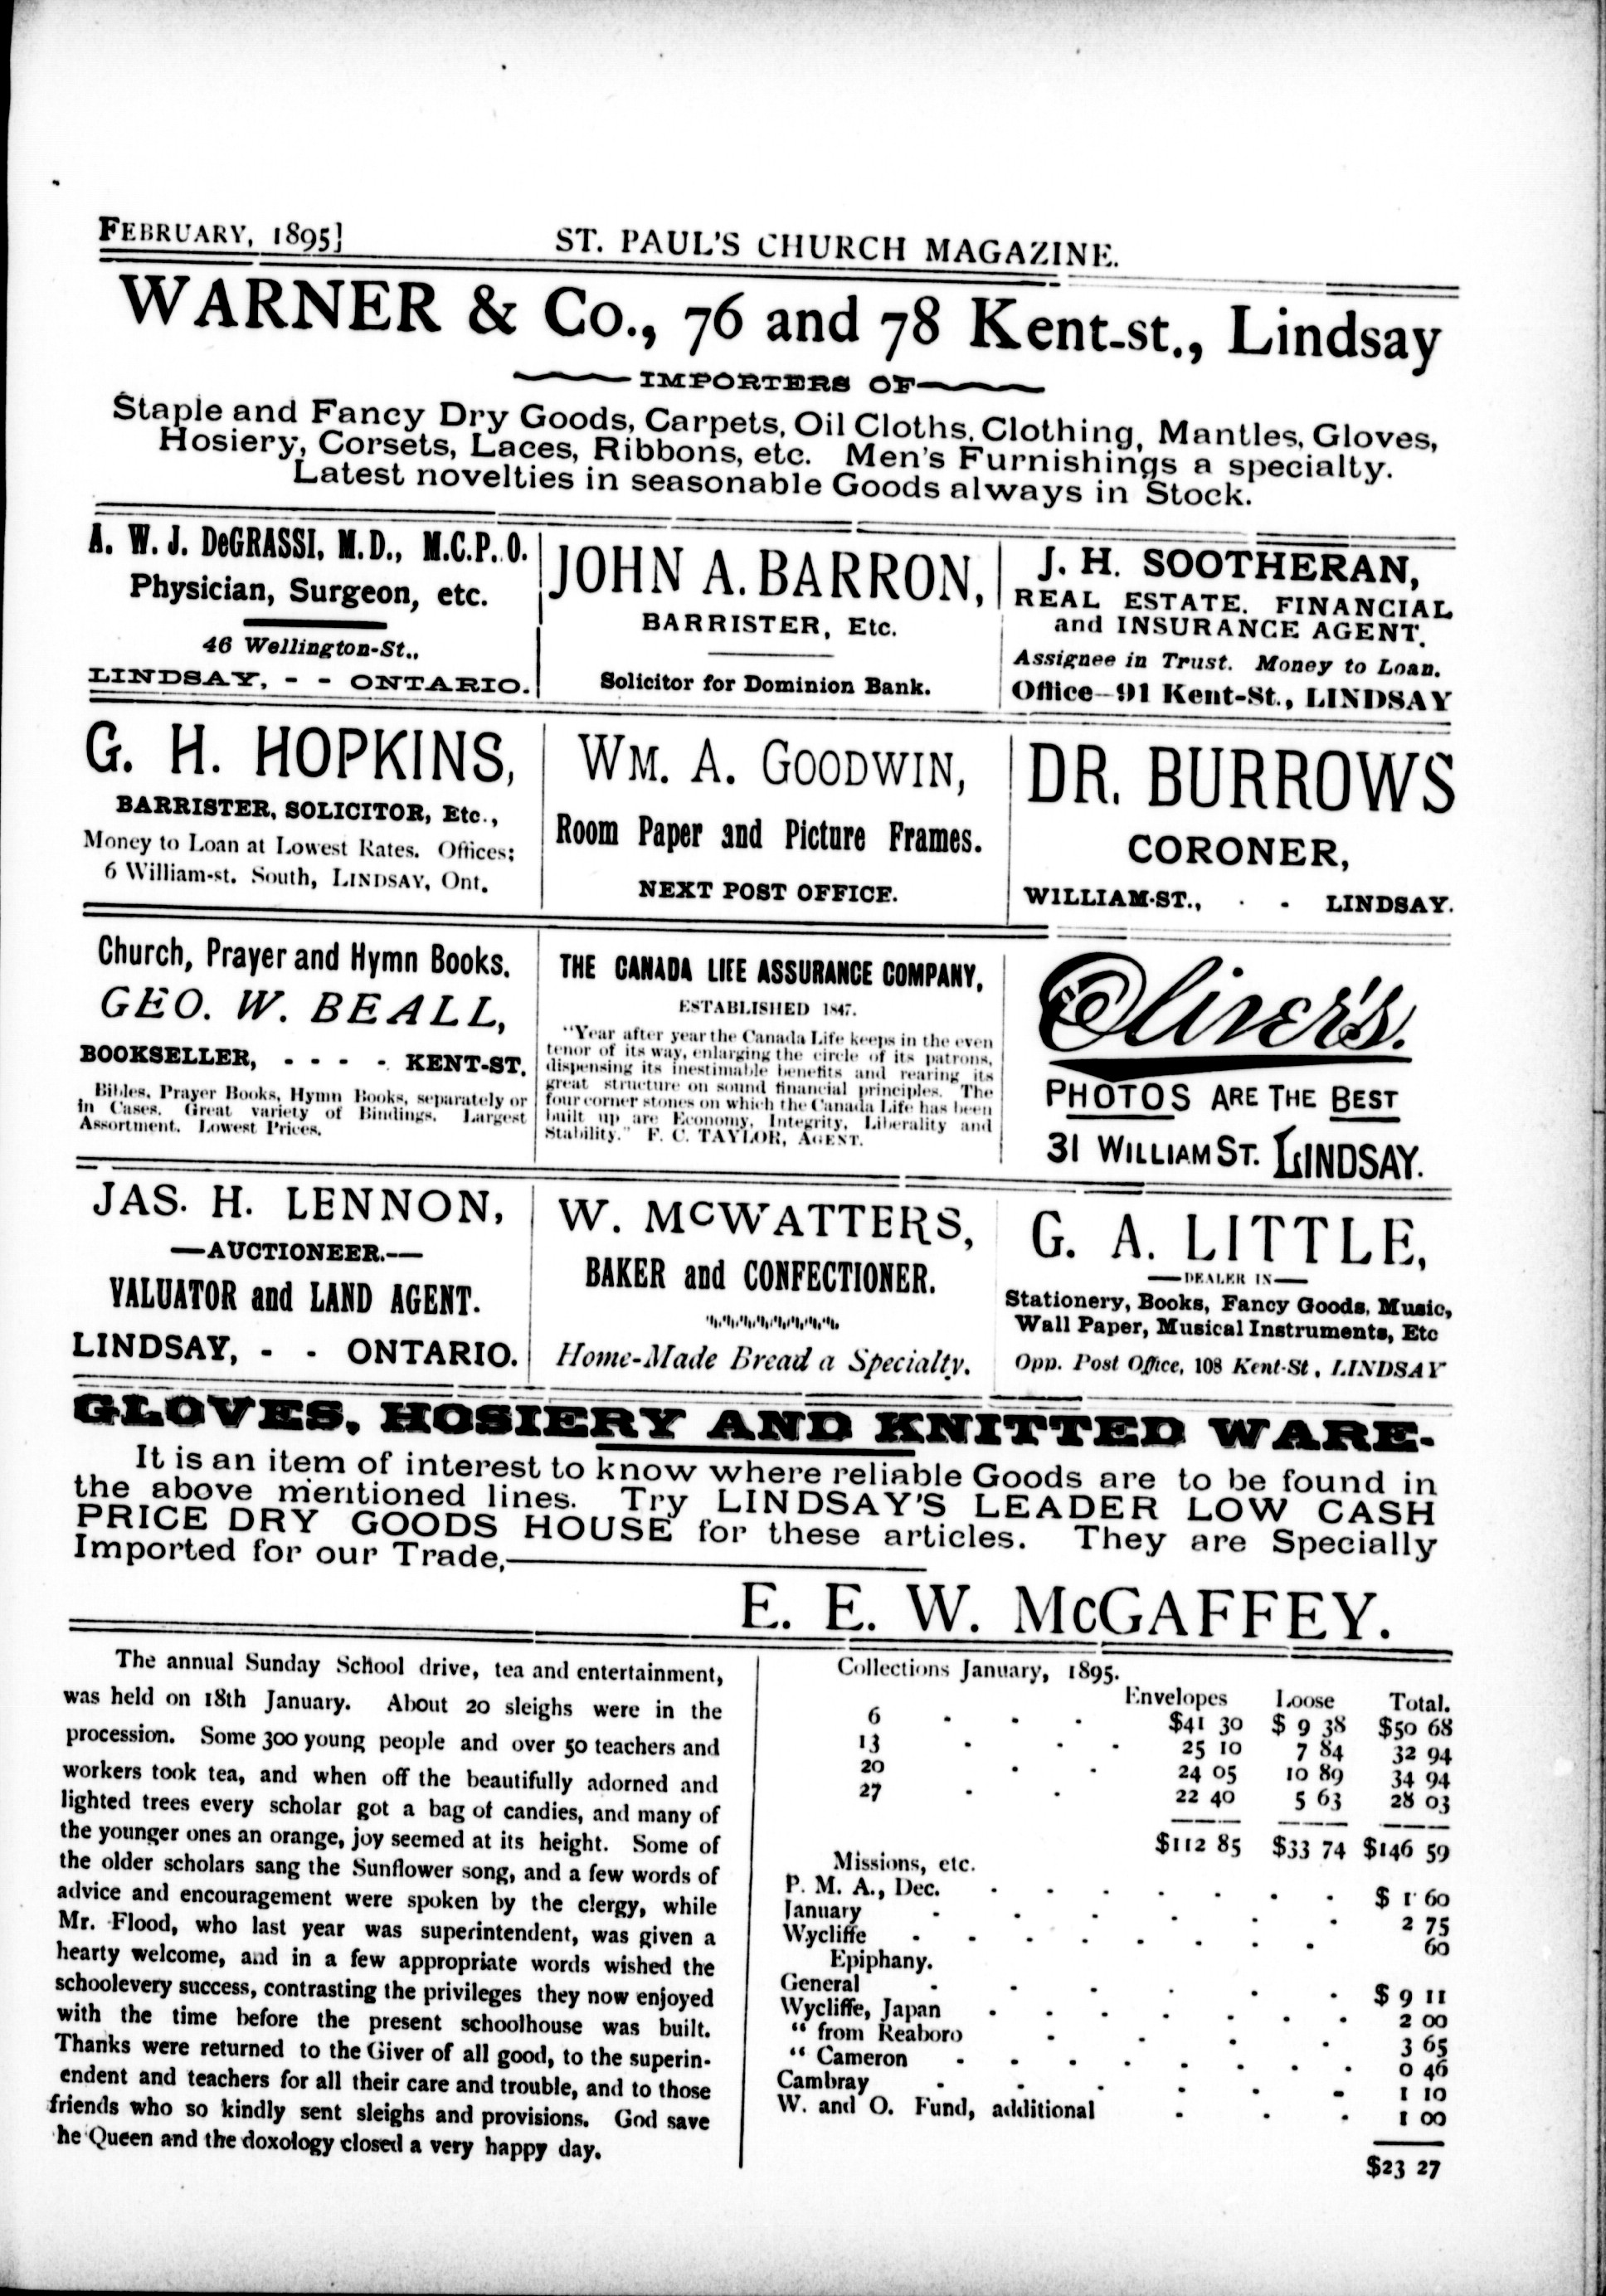 FEBRUARY, 1895]
ST. PAUL'S CHURCH MAGAZINE.
WARNER & Co., 76 and 78 Kent-st., Lindsay
IMPORTERS OF
Staple and Fancy Dry Goods, Carpets, Oil Cloths, Clothing, Mantles, Gloves,
Hosiery, Corsets, Laces, Ribbons, etc. Men's Furnishings a specialty.
Latest novelties in seasonable Goods always in Stock.
A. W. J. DeGRASSI, M.D., M.C.P.O.
Physician, Surgeon, etc.
46 Wellington-St.,
LINDSAY, - - ONTARIO.
JOHN A. BARRON,
BARRISTER, Etc.
Solicitor for Dominion Bank.
J. H. SOOTHERAN,
REAL ESTATE. FINANCIAL
and INSURANCE AGENT.
Assignee in Trust. Money to Loan.
Office-91 Kent-St., LINDSAY
G. H. HOPKINS,
BARRISTER, SOLICITOR, Etc.,
Money to Loan at Lowest Rates. Offices;
6 William-st. South, LINDSAY, Ont.
WM. A. GOODWIN,
Room Paper and Picture Frames.
NEXT POST OFFICE.
DR. BURROWS
CORONER,
WILLIAM-ST., - - LINDSAY.
Church, Prayer and Hymn Books.
GEO. W. BEALL,
BOOKSELLER, - - - - KENT-ST.
Bibles, Prayer Books, Hymn Books, separately or
in Cases. Great variety of Bindings. Largest
Assortment. Lowest Prices.
THE CANADA LIFE ASSURANCE COMPANY,
ESTABLISHED 1847.
"Year after year the Canada Life keeps in the even
tenor of its way, enlarging the circle of its patrons,
dispensing its inestimable benefits and rearing its
great structure on sound financial principles. The
four corner stones on which the Canada Life has been
built up are Economy, Integrity, Liberality and
Stability." F. C. TAYLOR, AGENT.
Oliver's.
PHOTOS ARE THE BEST
31 WILLIAM ST. LINDSAY.
JAS. H. LENNON,
—AUCTIONEER.—
VALUATOR and LAND AGENT.
LINDSAY, - - ONTARIO.
W. MCWATTERS,
BAKER and CONFECTIONER.
Home-Made Bread a Specialty.
G. A. LITTLE,
—DEALER IN—
Stationery, Books, Fancy Goods, Music,
Wall Paper, Musical Instruments, Etc
Opp. Post Office, 108 Kent-St, LINDSAY
GLOVES, HOSIERY AND KNITTED WARE-
It is an item of interest to know where reliable Goods are to be found in
the above mentioned lines. Try LINDSAY'S LEADER LOW CASH
PRICE DRY GOODS HOUSE for these articles. They are Specially
Imported for our Trade,
E. E. W. McGAFFEY.
The annual Sunday School drive, tea and entertainment,
was held on 18th January. About 20 sleighs were in the
procession. Some 300 young people and over 50 teachers and
workers took tea, and when off the beautifully adorned and
lighted trees every scholar got a bag of candies, and many of
the younger ones an orange, joy seemed at its height. Some of
the older scholars sang the Sunflower song, and a few words of
advice and encouragement were spoken by the clergy, while
Mr. Flood, who last year was superintendent, was given a
hearty welcome, and in a few appropriate words wished the
schoolevery success, contrasting the privileges they now enjoyed
with the time before the present schoolhouse was built.
Thanks were returned to the Giver of all good, to the superin-
endent and teachers for all their care and trouble, and to those
friends who so kindly sent sleighs and provisions. God save
he Queen and the doxology closed a very happy day.
Collections January, 1895.
Envelopes Loose Total.
6 - - - $41 30 $ 9 38 $50 68
13 - - - 25 10 7 84 32 94
20 - - 24 05 10 89 34 94
27 - - 22 40 5 63 28 03
$112 85 $33 74 $146 59
Missions, etc.
P. M. A., Dec. - - - - - - - $ 1 60
January - - - - - - 2 75
Wycliffe - - - - - - - - 60
Epiphany.
General - - - - - - $ 9 11
Wycliffe, Japan - - - - - - - 2 00
" from Reaboro - - - - 3 65
" Cameron - - - - - - - - 0 46
Cambray - - - - - - 1 10
W. and O. Fund, additional - - - 1 00
$23 27